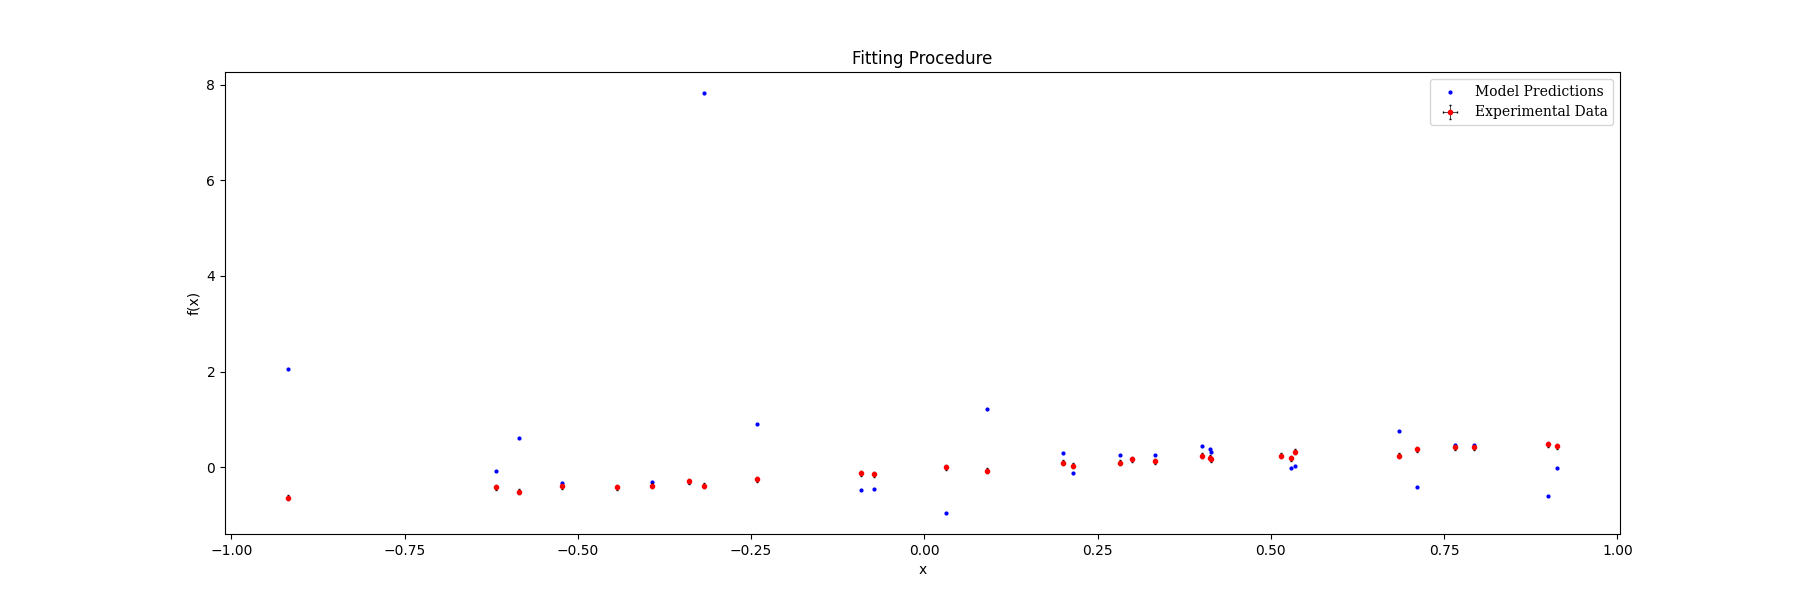 Fitting Procedure
Model Predictions
Experimental Data
f(x)
8
6
4
2
0
−1.00 −0.75 −0.50 −0.25 0.00 0.25 0.50 0.75 1.00
x